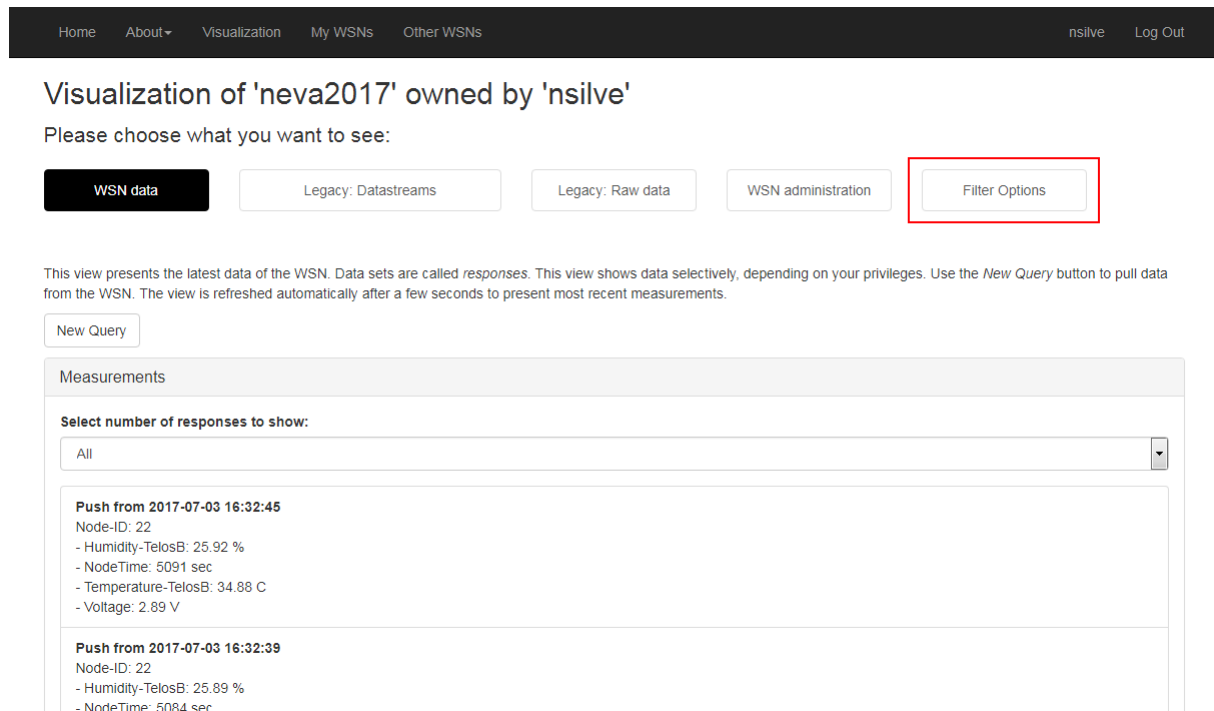 Home About Visualization My WSNs Other WSNs nsilve Log Out
Visualization of 'neva2017' owned by 'nsilve'
Please choose what you want to see:
WSN data Legacy: Datastreams Legacy: Raw data WSN administration Filter Options
This view presents the latest data of the WSN. Data sets are called responses. This view shows data selectively, depending on your privileges. Use the New Query button to pull data
from the WSN. The view is refreshed automatically after a few seconds to present most recent measurements.
New Query
Measurements
Select number of responses to show:
All
Push from 2017-07-03 16:32:45
Node-ID: 22
- Humidity-TelosB: 25.92 %
- NodeTime: 5091 sec
- Temperature-TelosB: 34.88 C
- Voltage: 2.89 V
Push from 2017-07-03 16:32:39
Node-ID: 22
- Humidity-TelosB: 25.89 %
- NodeTime: 5084 sec